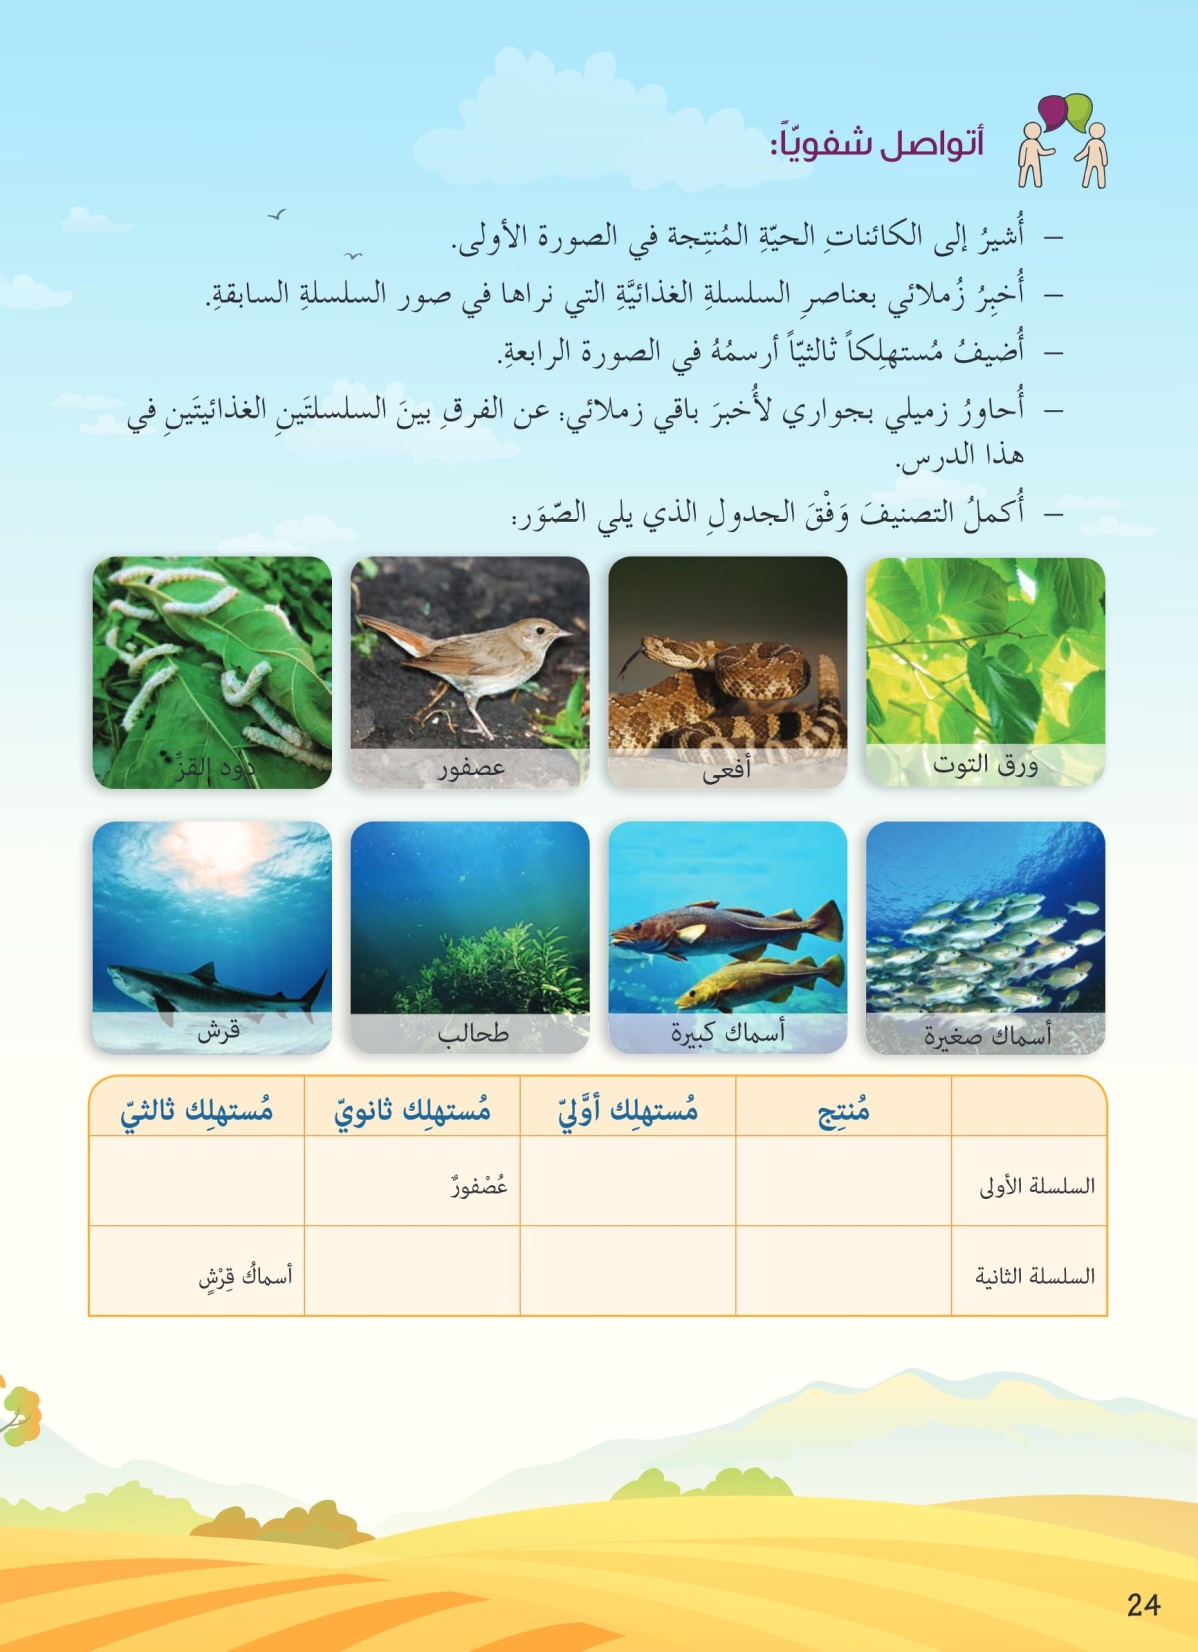 أتواصل شفويّاً:
– أُشيرُ إلى الكائناتِ الحيّةِ المُنتِجة في الصورة الأولى.
– أُخبِرُ زُملائي بعناصرِ السلسلةِ الغذائيَّةِ التي نراها في صور السلسلةِ السابقةِ.
– أُضيفُ مُستهلِكاً ثالثيّاً أرسمُهُ في الصورة الرابعةِ.
– أُحاورُ زميلي بجواري لأُخبرَ باقي زملائي: عن الفرقِ بينَ السلسلتَينِ الغذائيتَينِ في
هذا الدرس.
– أُكملُ التصنيفَ وَفْقَ الجدولِ الذي يلي الصّوَر:
ورق التوت
أفعى
عصفور
دود القزِّ
أسماك صغيرة
أسماك كبيرة
طحالب
قرش
مُنتِج
مُستهلِك أوَّليّ
مُستهلِك ثانويّ
مُستهلِك ثالثيّ
السلسلة الأولى
عُصْفورٌ
السلسلة الثانية
أسماكُ قِرْشٍ
24